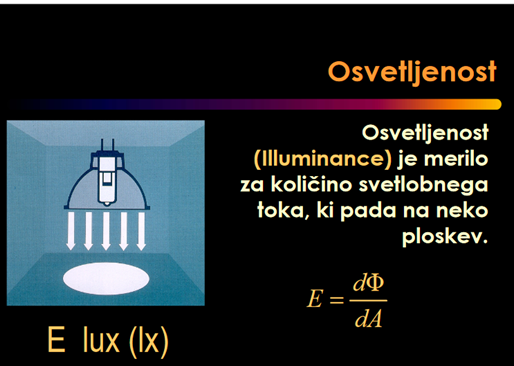 Osvetljenost
Osvetljenost
(Illuminance) je merilo
za količino svetlobnega
toka, ki pada na neko
ploskev.
E = dΦ/dA
E lux (lx)